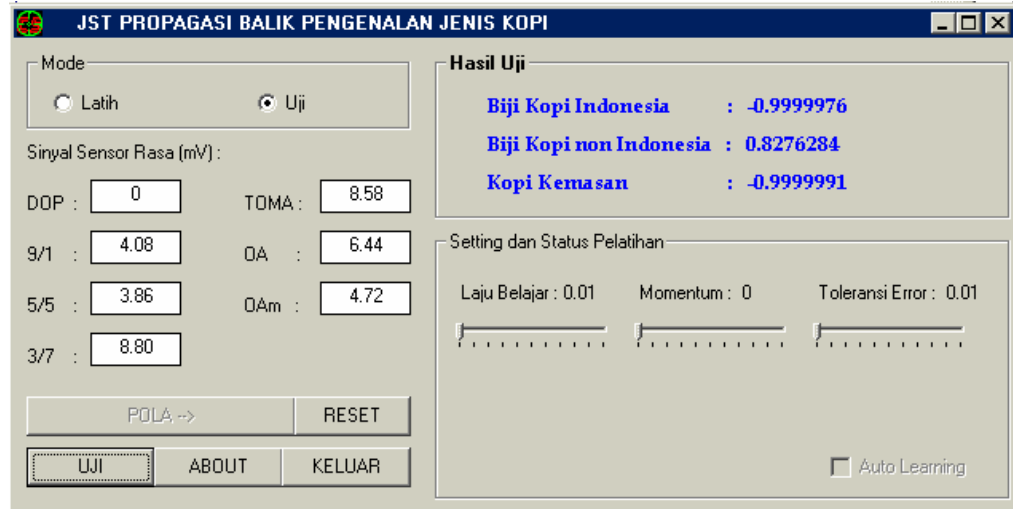 JST PROPAGASI BALIK PENGENALAN JENIS KOPI
Mode
Latih
Uji
Sinyal Sensor Rasa (mV) :
DOP : 0
TOMA : 8.58
9/1 : 4.08
OA : 6.44
5/5 : 3.86
OAm : 4.72
3/7 : 8.80
POLA -->
RESET
UJI
ABOUT
KELUAR
Hasil Uji
Biji Kopi Indonesia : -0.9999976
Biji Kopi non Indonesia : 0.8276284
Kopi Kemasan : -0.9999991
Setting dan Status Pelatihan
Laju Belajar : 0.01
Momentum : 0
Toleransi Error : 0.01
Auto Learning